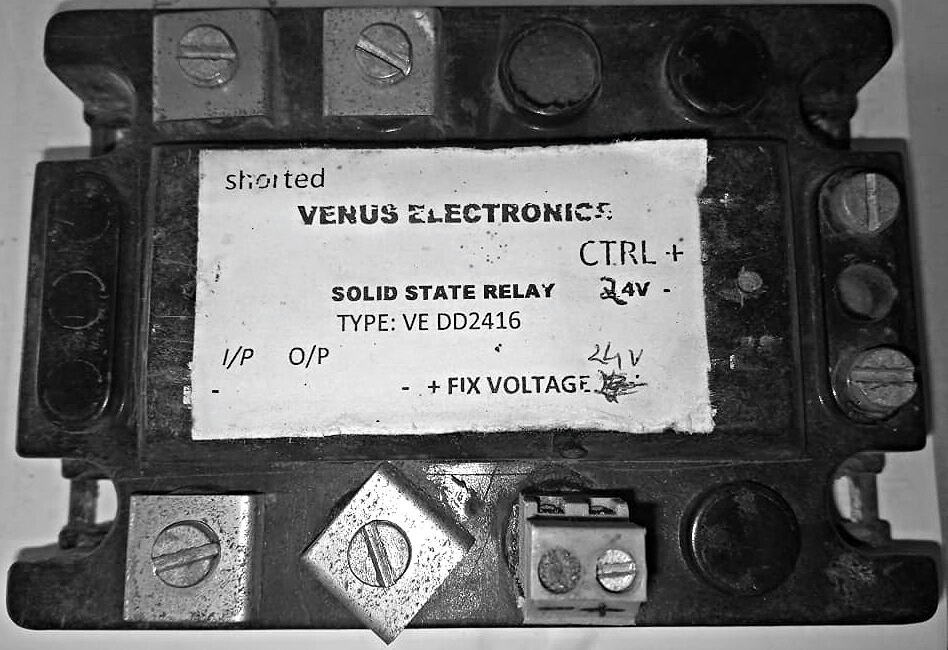 shorted
VENUS ELECTRONICS
CTRL +
SOLID STATE RELAY 24V -
TYPE: VE DD2416
I/P O/P 24V
- - + FIX VOLTAGE